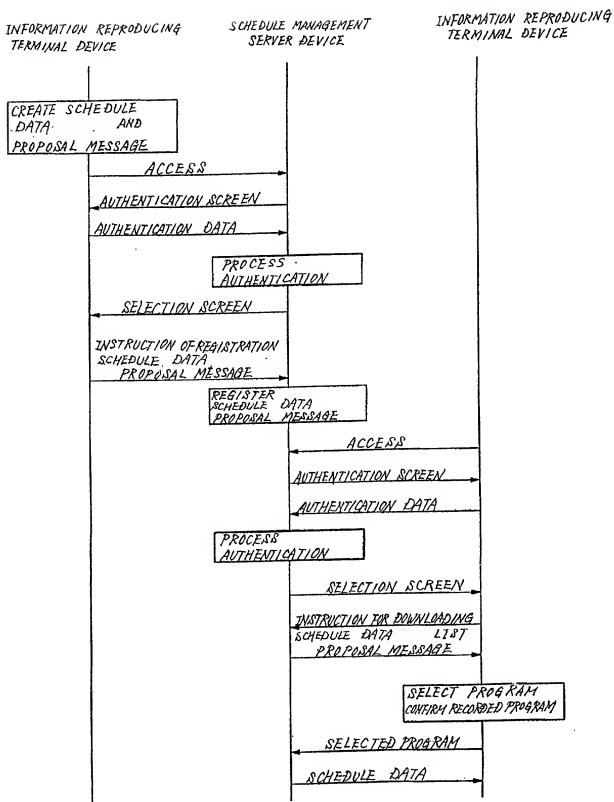 INFORMATION REPRODUCING
TERMINAL DEVICE
SCHEDULE MANAGEMENT
SERVER DEVICE
INFORMATION REPRODUCING
TERMINAL DEVICE
CREATE SCHEDULE
DATA AND
PROPOSAL MESSAGE
ACCESS
AUTHENTICATION SCREEN
AUTHENTICATION DATA
PROCESS
AUTHENTICATION
SELECTION SCREEN
INSTRUCTION OF REGISTRATION
SCHEDULE DATA
PROPOSAL MESSAGE
REGISTER
SCHEDULE DATA
PROPOSAL MESSAGE
ACCESS
AUTHENTICATION SCREEN
AUTHENTICATION DATA
PROCESS
AUTHENTICATION
SELECTION SCREEN
INSTRUCTION FOR DOWNLOADING
SCHEDULE DATA LIST
PROPOSAL MESSAGE
SELECT PROGRAM
CONFIRM RECORDED PROGRAM
SELECTED PROGRAM
SCHEDULE DATA